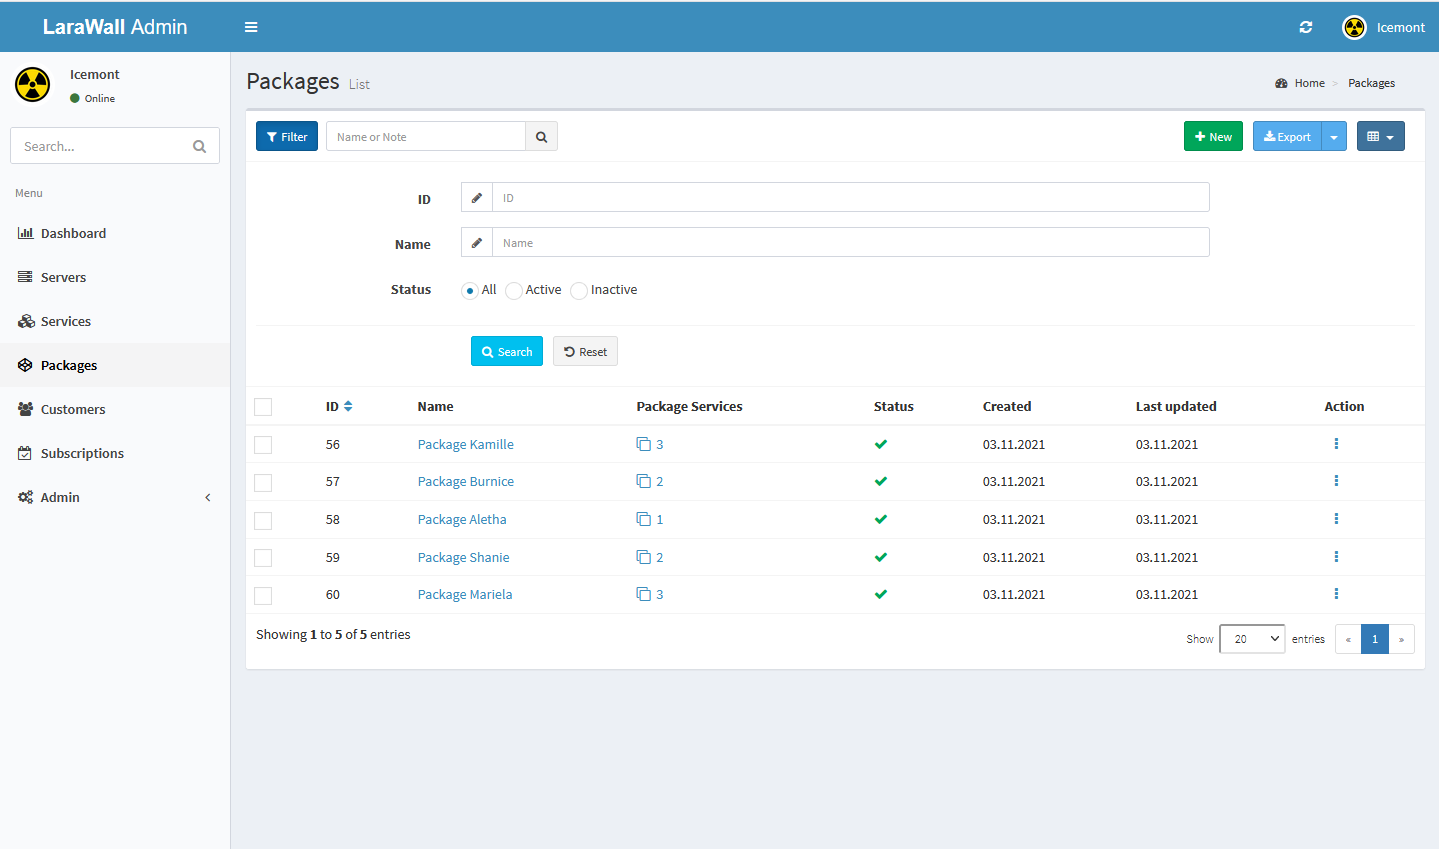 LaraWall Admin
Icemont
Icemont
Online
Search...
Menu
Dashboard
Servers
Services
Packages
Customers
Subscriptions
Admin
Packages List
Home > Packages
Filter Name or Note New Export
ID ID
Name Name
Status All Active Inactive
Search Reset
ID Name Package Services Status Created Last updated Action
56 Package Kamille 3 03.11.2021 03.11.2021
57 Package Burnice 2 03.11.2021 03.11.2021
58 Package Aletha 1 03.11.2021 03.11.2021
59 Package Shanie 2 03.11.2021 03.11.2021
60 Package Mariela 3 03.11.2021 03.11.2021
Showing 1 to 5 of 5 entries Show 20 entries « 1 »